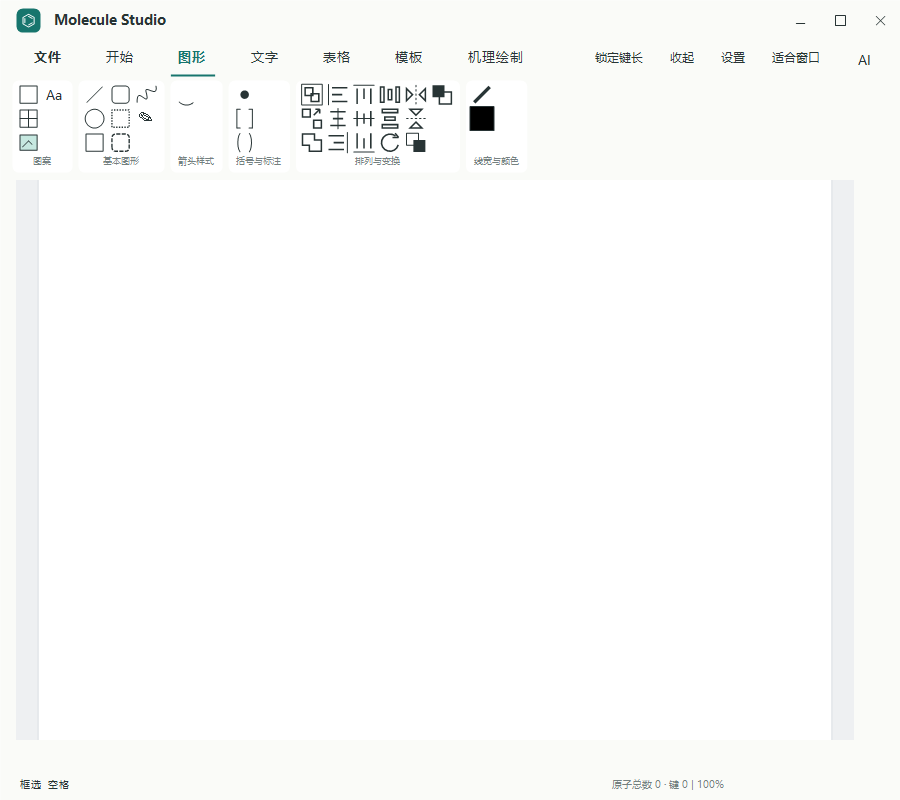 Molecule Studio
文件 开始 图形 文字 表格 模板 机理绘制 锁定键长 收起 设置 适合窗口 AI
Aa
图案 基本图形 箭头样式 括号与标注 排列与变换 线宽与颜色
框选 空格 原子总数 0 · 键 0 | 100%